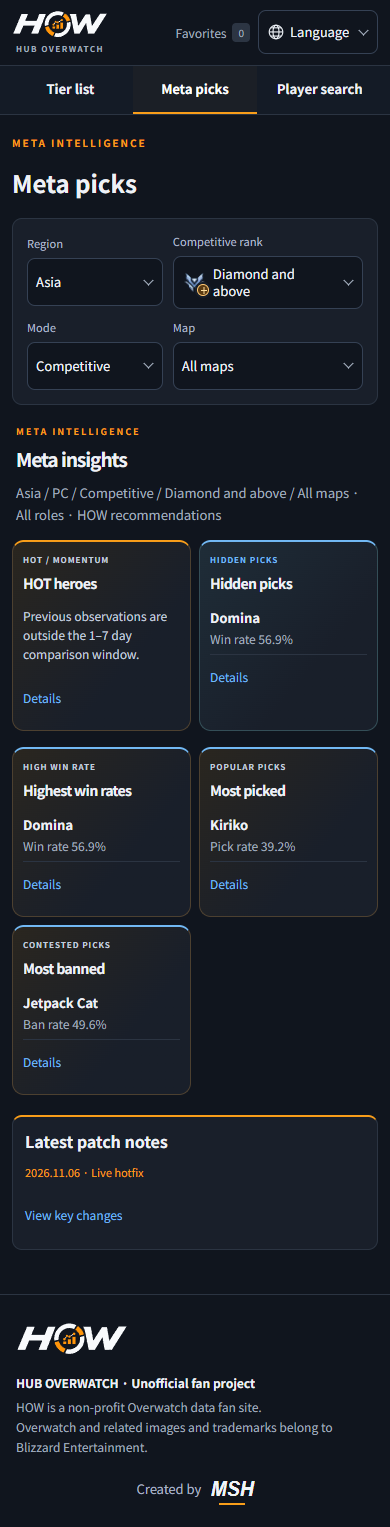 HOW
HUB OVERWATCH
Favorites 0
Language
Tier list
Meta picks
Player search
META INTELLIGENCE
Meta picks
Region
Competitive rank
Asia
Diamond and
above
Mode
Map
Competitive
All maps
META INTELLIGENCE
Meta insights
Asia / PC / Competitive / Diamond and above / All maps ·
All roles · HOW recommendations
HOT / MOMENTUM
HOT heroes
Previous observations are
outside the 1–7 day
comparison window.
Details
HIDDEN PICKS
Hidden picks
Domina
Win rate 56.9%
Details
HIGH WIN RATE
Highest win rates
Domina
Win rate 56.9%
Details
POPULAR PICKS
Most picked
Kiriko
Pick rate 39.2%
Details
CONTESTED PICKS
Most banned
Jetpack Cat
Ban rate 49.6%
Details
Latest patch notes
2026.11.06 · Live hotfix
View key changes
HOW
HUB OVERWATCH · Unofficial fan project
HOW is a non-profit Overwatch data fan site.
Overwatch and related images and trademarks belong to
Blizzard Entertainment.
Created by MSH